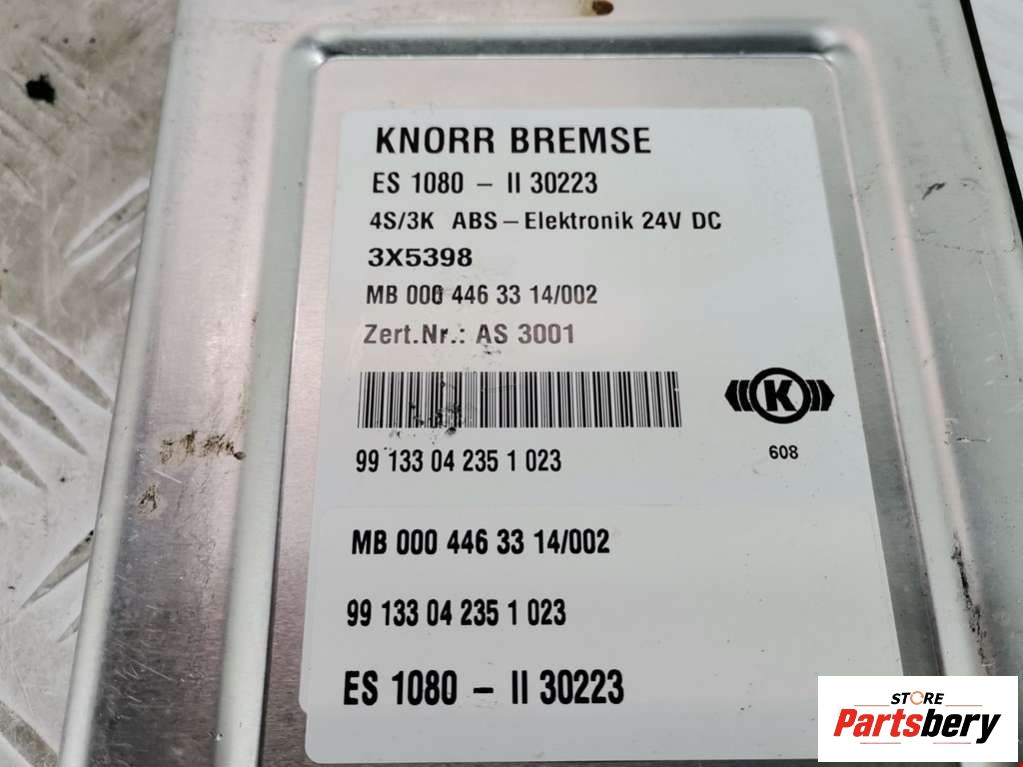 KNORR BREMSE
ES 1080 – II 30223
4S/3K ABS – Elektronik 24V DC
3X5398
MB 000 446 33 14/002
Zert.Nr.: AS 3001
K
99 133 04 235 1 023
608
MB 000 446 33 14/002
99 133 04 235 1 023
ES 1080 – II 30223
STORE
Partsbery